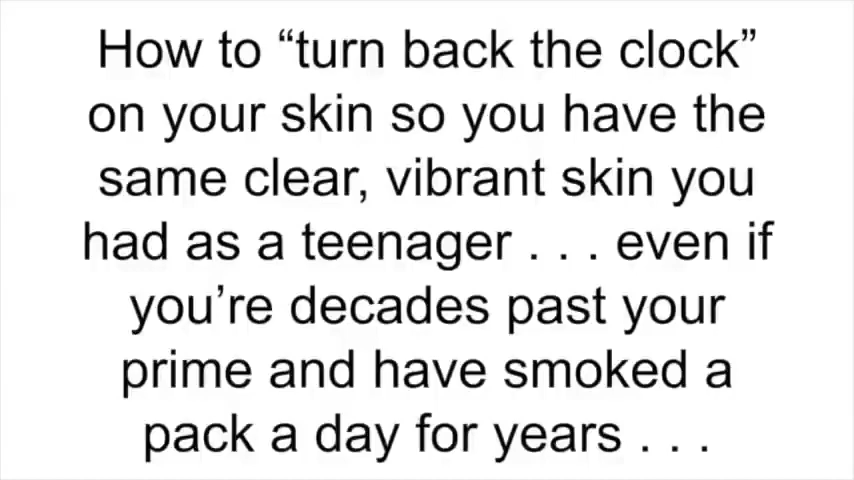 How to “turn back the clock”
on your skin so you have the
same clear, vibrant skin you
had as a teenager . . . even if
you’re decades past your
prime and have smoked a
pack a day for years . . .